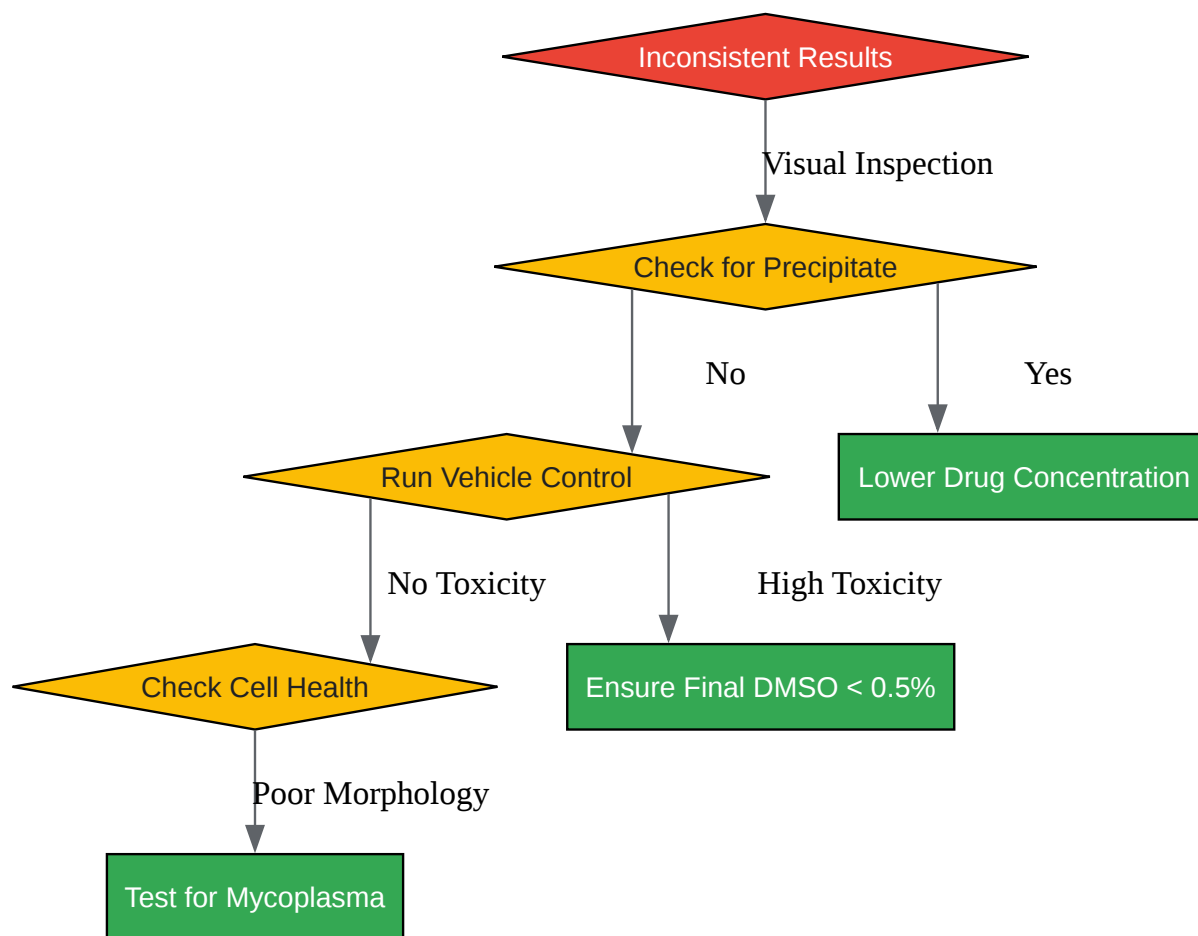 Inconsistent Results
Visual Inspection
Check for Precipitate
No
Yes
Run Vehicle Control
Lower Drug Concentration
No Toxicity
High Toxicity
Check Cell Health
Ensure Final DMSO < 0.5%
Poor Morphology
Test for Mycoplasma